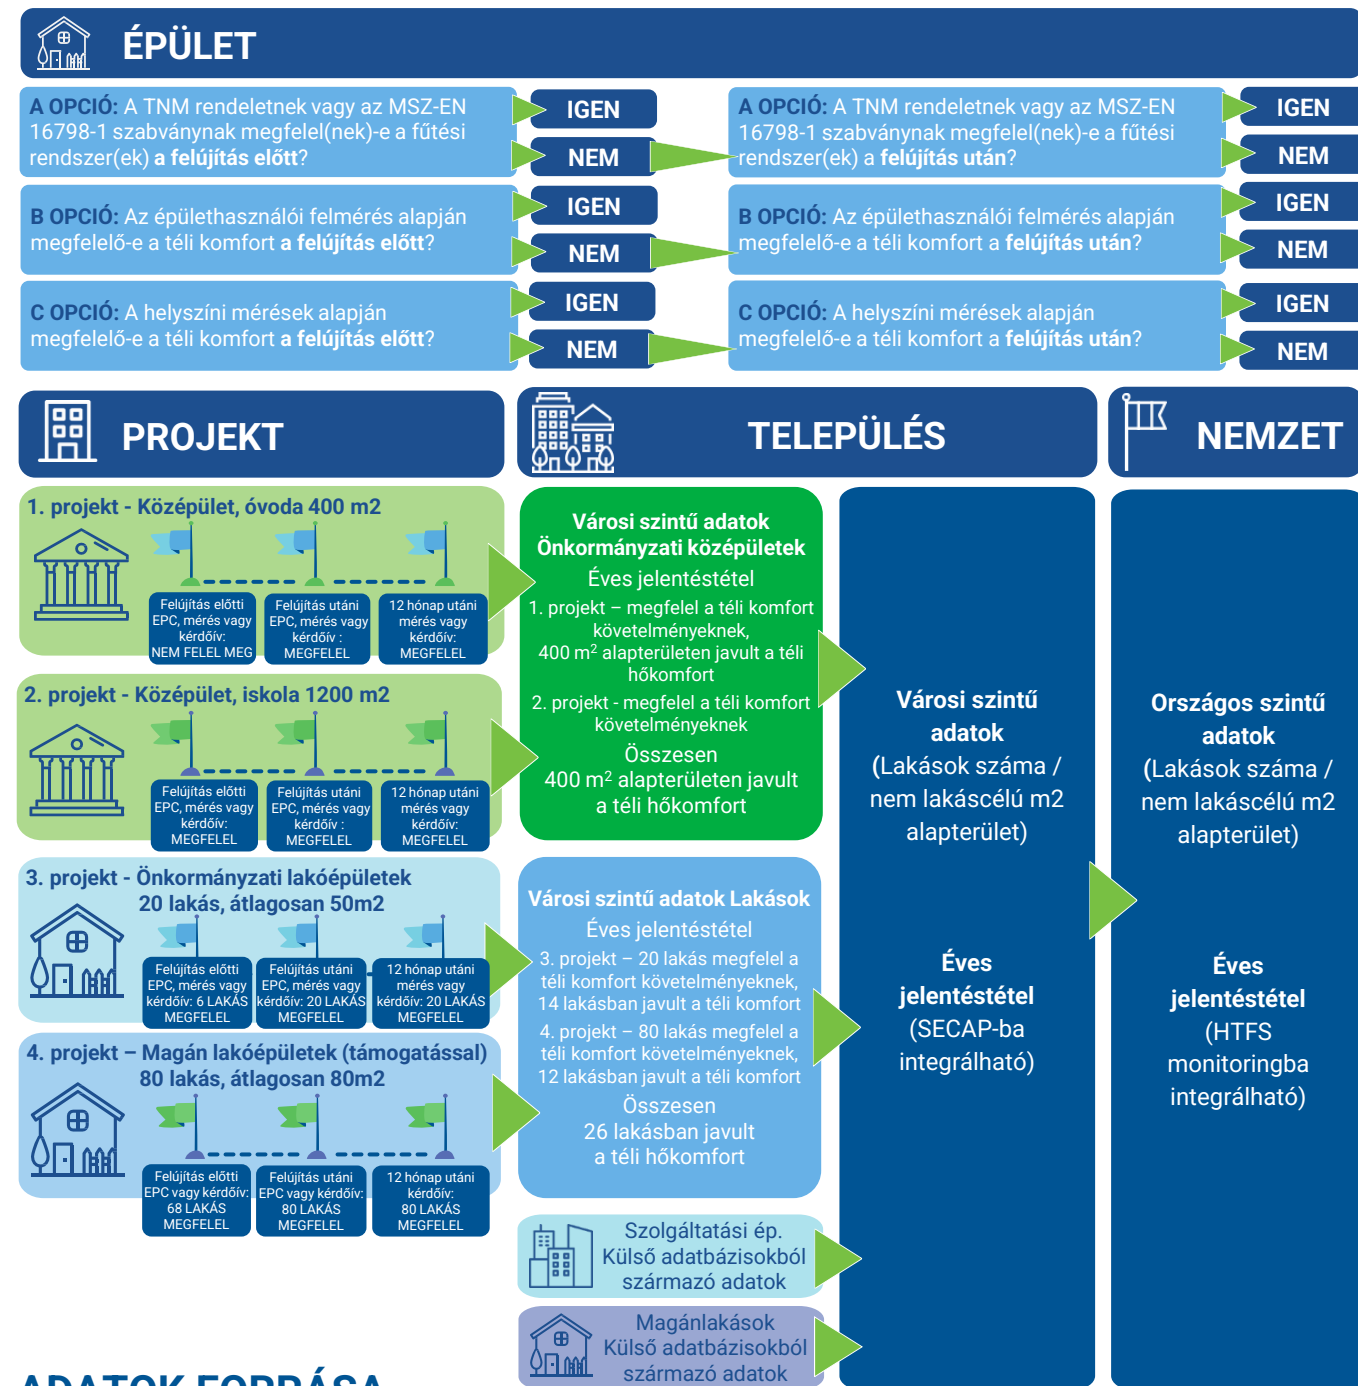 ÉPÜLET
A OPCIÓ: A TNM rendeletnek vagy az MSZ-EN
16798-1 szabványnak megfelel(nek)-e a fűtési
rendszer(ek) a felújítás előtt?
IGEN
NEM
A OPCIÓ: A TNM rendeletnek vagy az MSZ-EN
16798-1 szabványnak megfelel(nek)-e a fűtési
rendszer(ek) a felújítás után?
IGEN
NEM
B OPCIÓ: Az épülethasználói felmérés alapján
megfelelő-e a téli komfort a felújítás előtt?
IGEN
NEM
B OPCIÓ: Az épülethasználói felmérés alapján
megfelelő-e a téli komfort a felújítás után?
IGEN
NEM
C OPCIÓ: A helyszíni mérések alapján
megfelelő-e a téli komfort a felújítás előtt?
IGEN
NEM
C OPCIÓ: A helyszíni mérések alapján
megfelelő-e a téli komfort a felújítás után?
IGEN
NEM
PROJEKT
1. projekt - Középület, óvoda 400 m2
Felújítás előtti
EPC, mérés vagy
kérdőív:
NEM FELEL MEG
Felújítás utáni
EPC, mérés vagy
kérdőív :
MEGFELEL
12 hónap utáni
mérés vagy
kérdőív:
MEGFELEL
2. projekt - Középület, iskola 1200 m2
Felújítás előtti
EPC, mérés vagy
kérdőív:
MEGFELEL
Felújítás utáni
EPC, mérés vagy
kérdőív :
MEGFELEL
12 hónap utáni
mérés vagy
kérdőív:
MEGFELEL
3. projekt - Önkormányzati lakóépületek
20 lakás, átlagosan 50m2
Felújítás előtti
EPC, mérés vagy
kérdőív: 6 LAKÁS
MEGFELEL
Felújítás utáni
EPC, mérés vagy
kérdőív: 20 LAKÁS
MEGFELEL
12 hónap utáni
mérés vagy
kérdőív: 20 LAKÁS
MEGFELEL
4. projekt – Magán lakóépületek (támogatással)
80 lakás, átlagosan 80m2
Felújítás előtti
EPC vagy kérdőív:
68 LAKÁS
MEGFELEL
Felújítás utáni
EPC vagy kérdőív:
80 LAKÁS
MEGFELEL
12 hónap utáni
kérdőív:
80 LAKÁS
MEGFELEL
TELEPÜLÉS
Városi szintű adatok
Önkormányzati középületek
Éves jelentéstétel
1. projekt – megfelel a téli komfort
követelményeknek,
400 m² alapterületen javult a téli
hőkomfort
2. projekt - megfelel a téli komfort
követelményeknek
Összesen
400 m² alapterületen javult
a téli hőkomfort
Városi szintű adatok Lakások
Éves jelentéstétel
3. projekt – 20 lakás megfelel a
téli komfort követelményeknek,
14 lakásban javult a téli komfort
4. projekt – 80 lakás megfelel a
téli komfort követelményeknek,
12 lakásban javult a téli komfort
Összesen
26 lakásban javult
a téli hőkomfort
Szolgáltatási ép.
Külső adatbázisokból
származó adatok
Magánlakások
Külső adatbázisokból
származó adatok
Városi szintű
adatok
(Lakások száma /
nem lakáscélú m2
alapterület)
Éves
jelentéstétel
(SECAP-ba
integrálható)
NEMZET
Országos szintű
adatok
(Lakások száma /
nem lakáscélú m2
alapterület)
Éves
jelentéstétel
(HTFS
monitoringba
integrálható)
ADATOK FORRÁSA